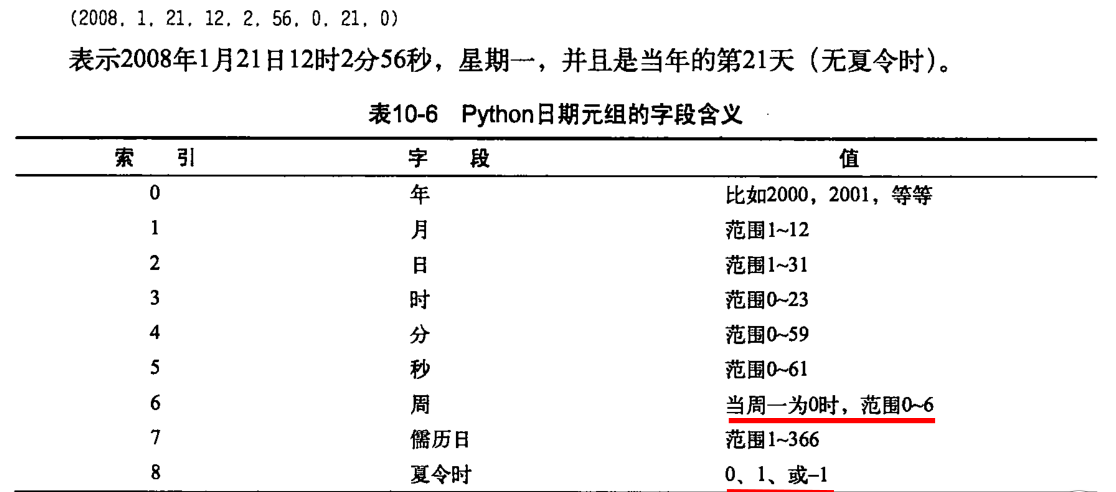 (2008, 1, 21, 12, 2, 56, 0, 21, 0)
表示2008年1月21日12时2分56秒，星期一，并且是当年的第21天（无夏令时）。
表10-6 Python日期元组的字段含义
索 引 字 段 值
0 年 比如2000，2001，等等
1 月 范围1~12
2 日 范围1~31
3 时 范围0~23
4 分 范围0~59
5 秒 范围0~61
6 周 当周一为0时，范围0~6
7 儒历日 范围1~366
8 夏令时 0、1、或-1